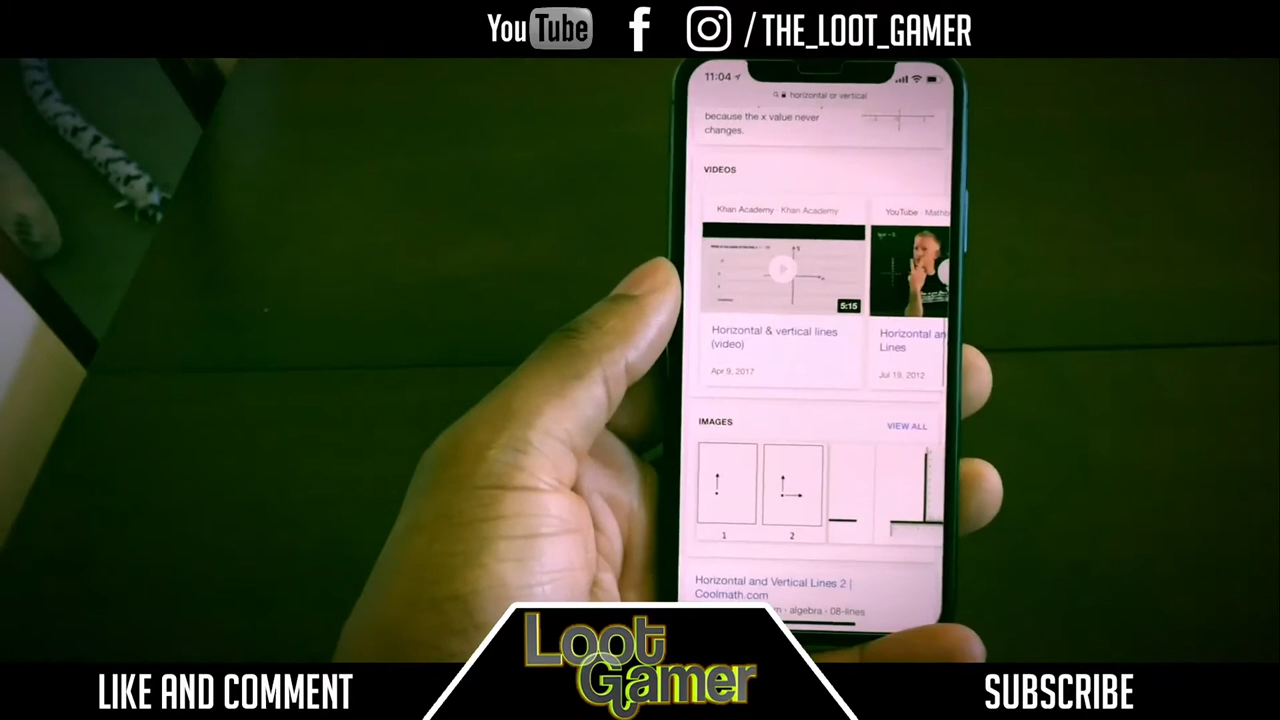 YouTube f / THE_LOOT_GAMER
11:04
horizontal or vertical
because the x value never
changes.
VIDEOS
Khan Academy · Khan Academy
YouTube · Mathb
5:15
Horizontal & vertical lines
(video)
Horizontal an
Lines
Apr 9, 2017
Jul 19, 2012
IMAGES
VIEW ALL
1
2
Horizontal and Vertical Lines 2 |
Coolmath.com
algebra › 08-lines
Loot
Gamer
LIKE AND COMMENT
SUBSCRIBE